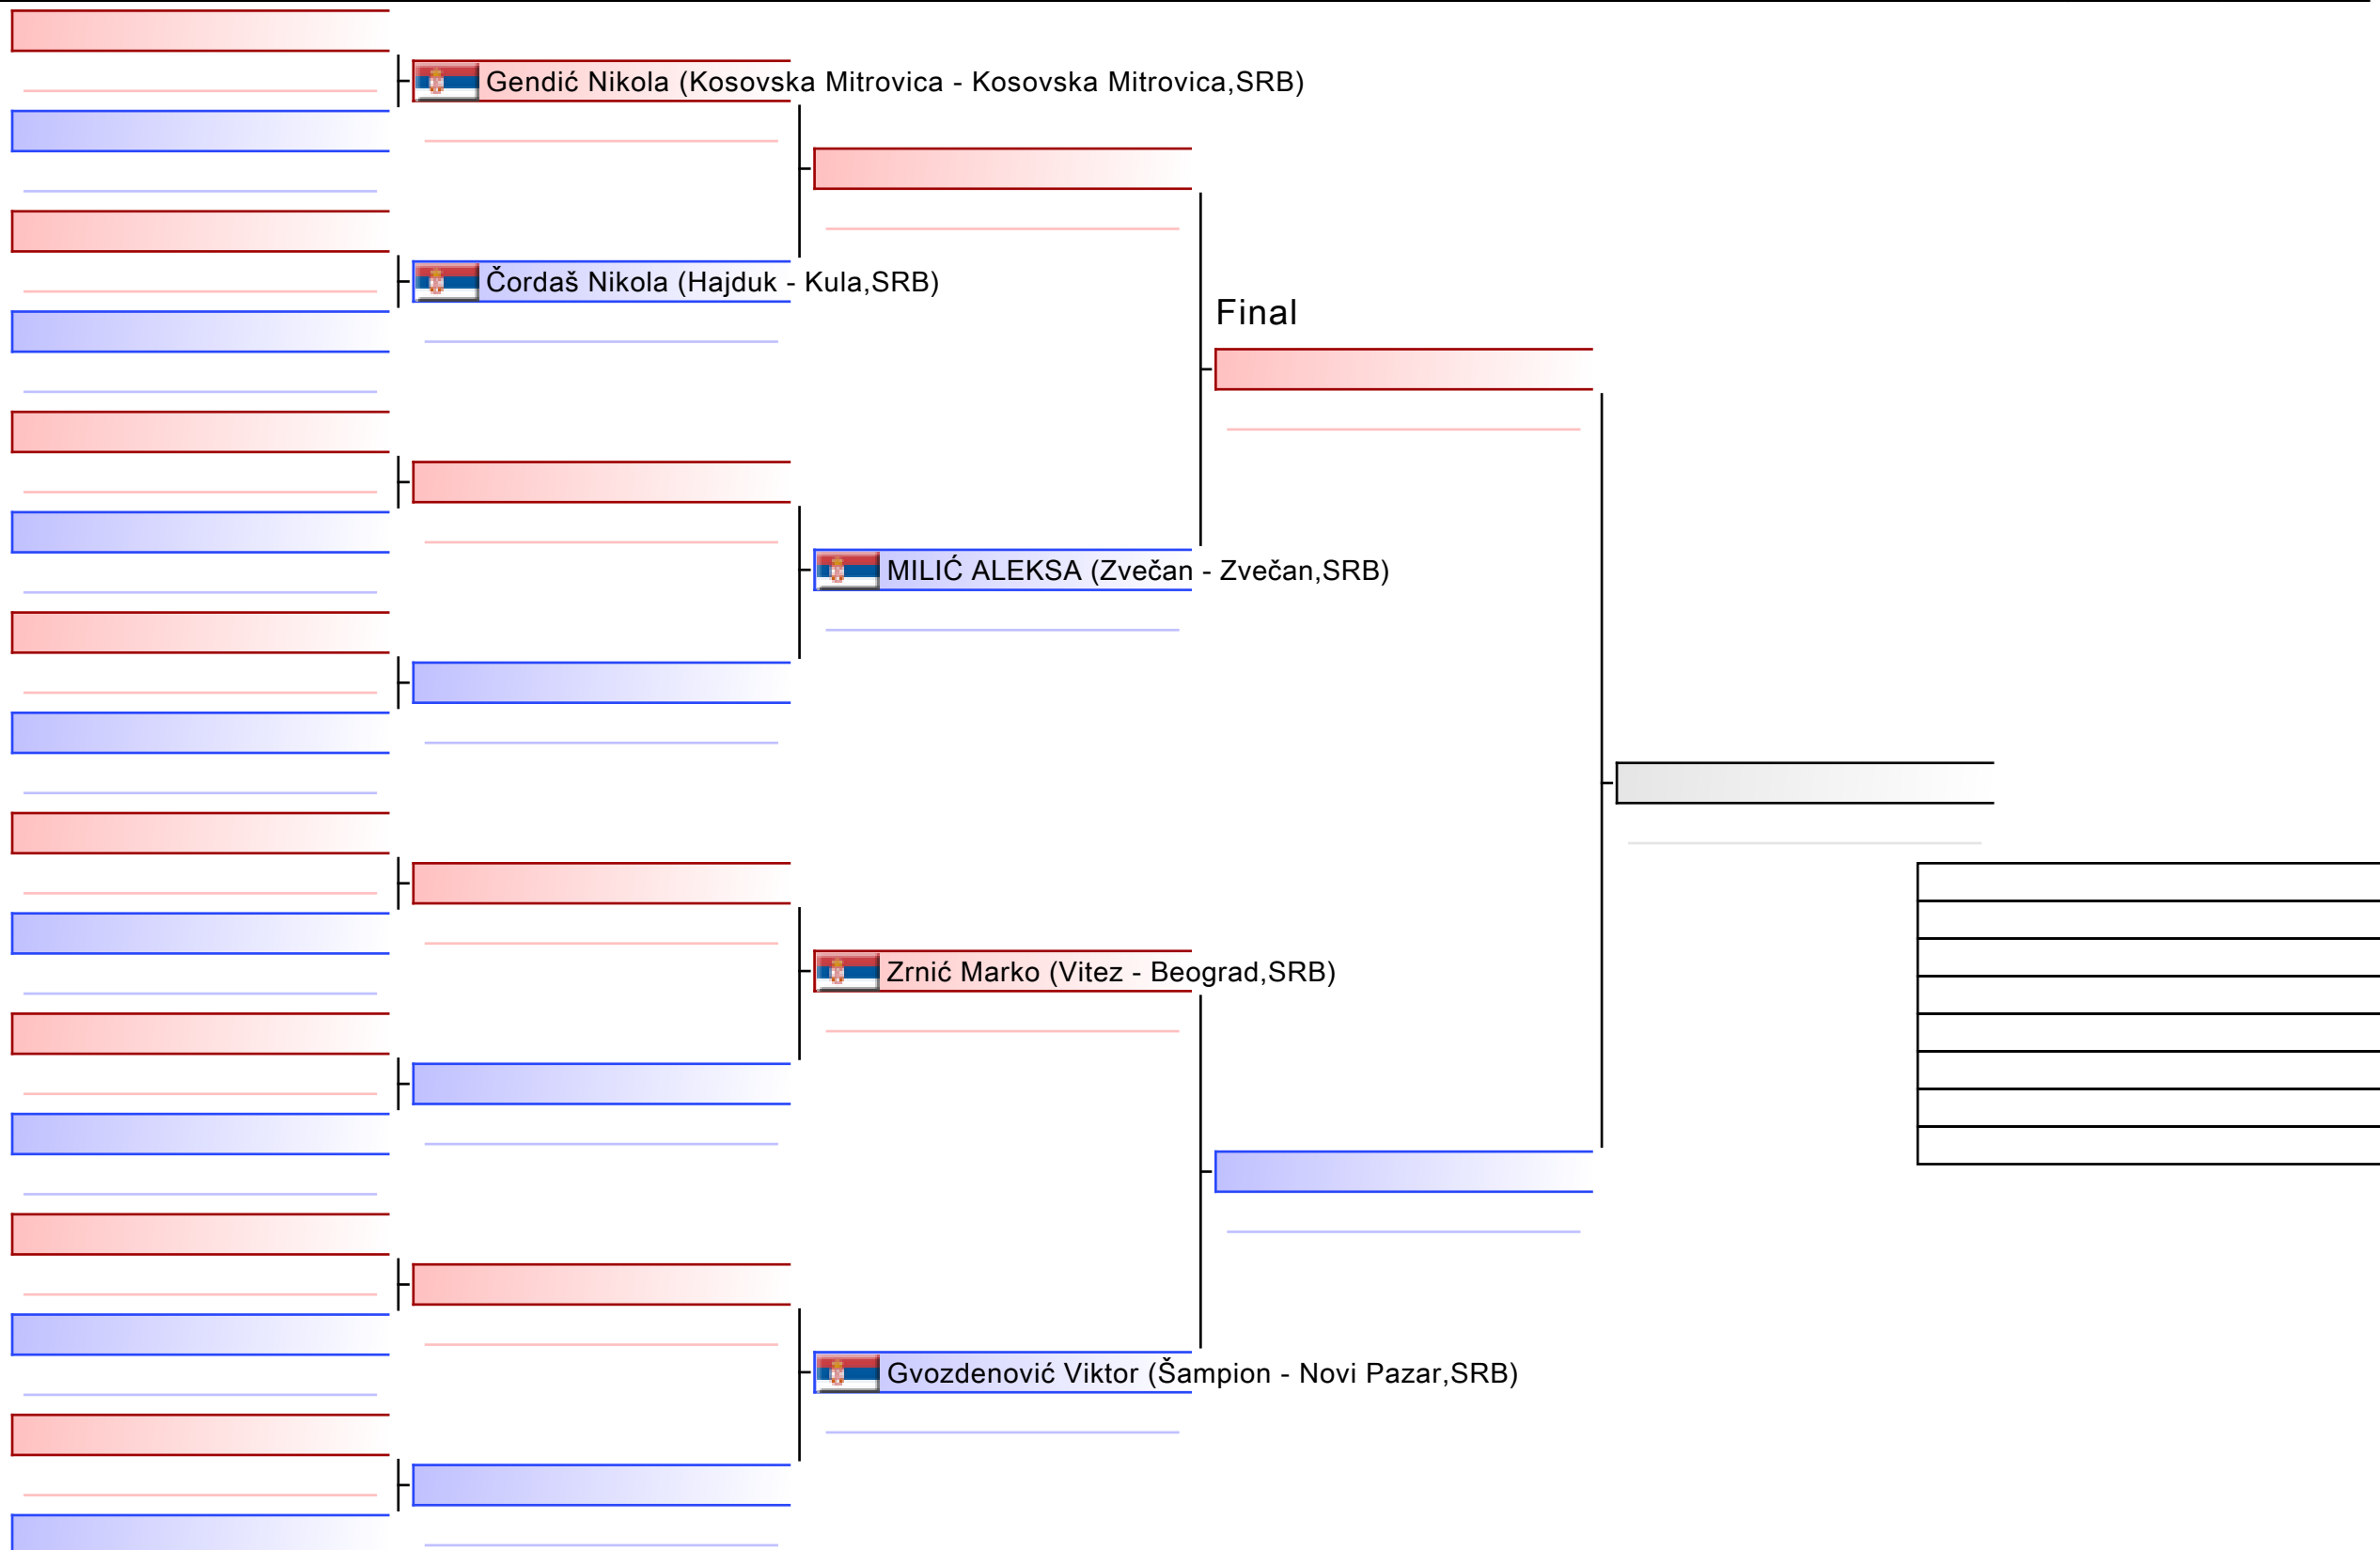 Gendić Nikola (Kosovska Mitrovica - Kosovska Mitrovica,SRB)
Čordaš Nikola (Hajduk - Kula,SRB)
Final
MILIĆ ALEKSA (Zvečan - Zvečan,SRB)
Zrnić Marko (Vitez - Beograd,SRB)
Gvozdenović Viktor (Šampion - Novi Pazar,SRB)